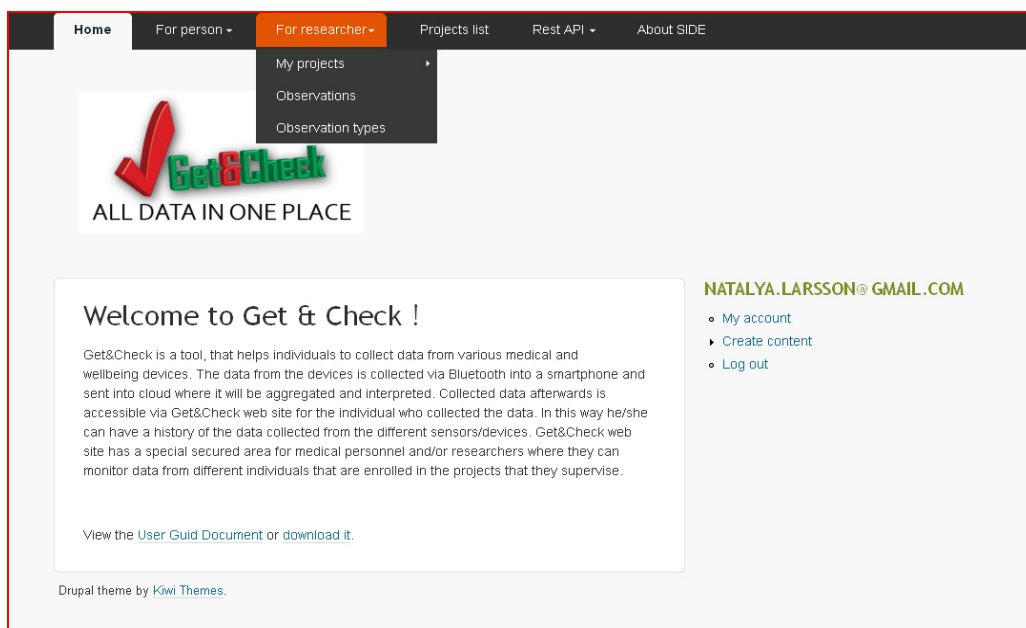 Home For person For researcher Projects list Rest API About SIDE
My projects
Observations
Observation types
Get&Check
ALL DATA IN ONE PLACE
Welcome to Get & Check !
Get&Check is a tool, that helps individuals to collect data from various medical and
wellbeing devices. The data from the devices is collected via Bluetooth into a smartphone and
sent into cloud where it will be aggregated and interpreted. Collected data afterwards is
accessible via Get&Check web site for the individual who collected the data. In this way he/she
can have a history of the data collected from the different sensors/devices. Get&Check web
site has a special secured area for medical personnel and/or researchers where they can
monitor data from different individuals that are enrolled in the projects that they supervise.
View the User Guid Document or download it.
NATALYA.LARSSON@GMAIL.COM
My account
Create content
Log out
Drupal theme by Kiwi Themes.